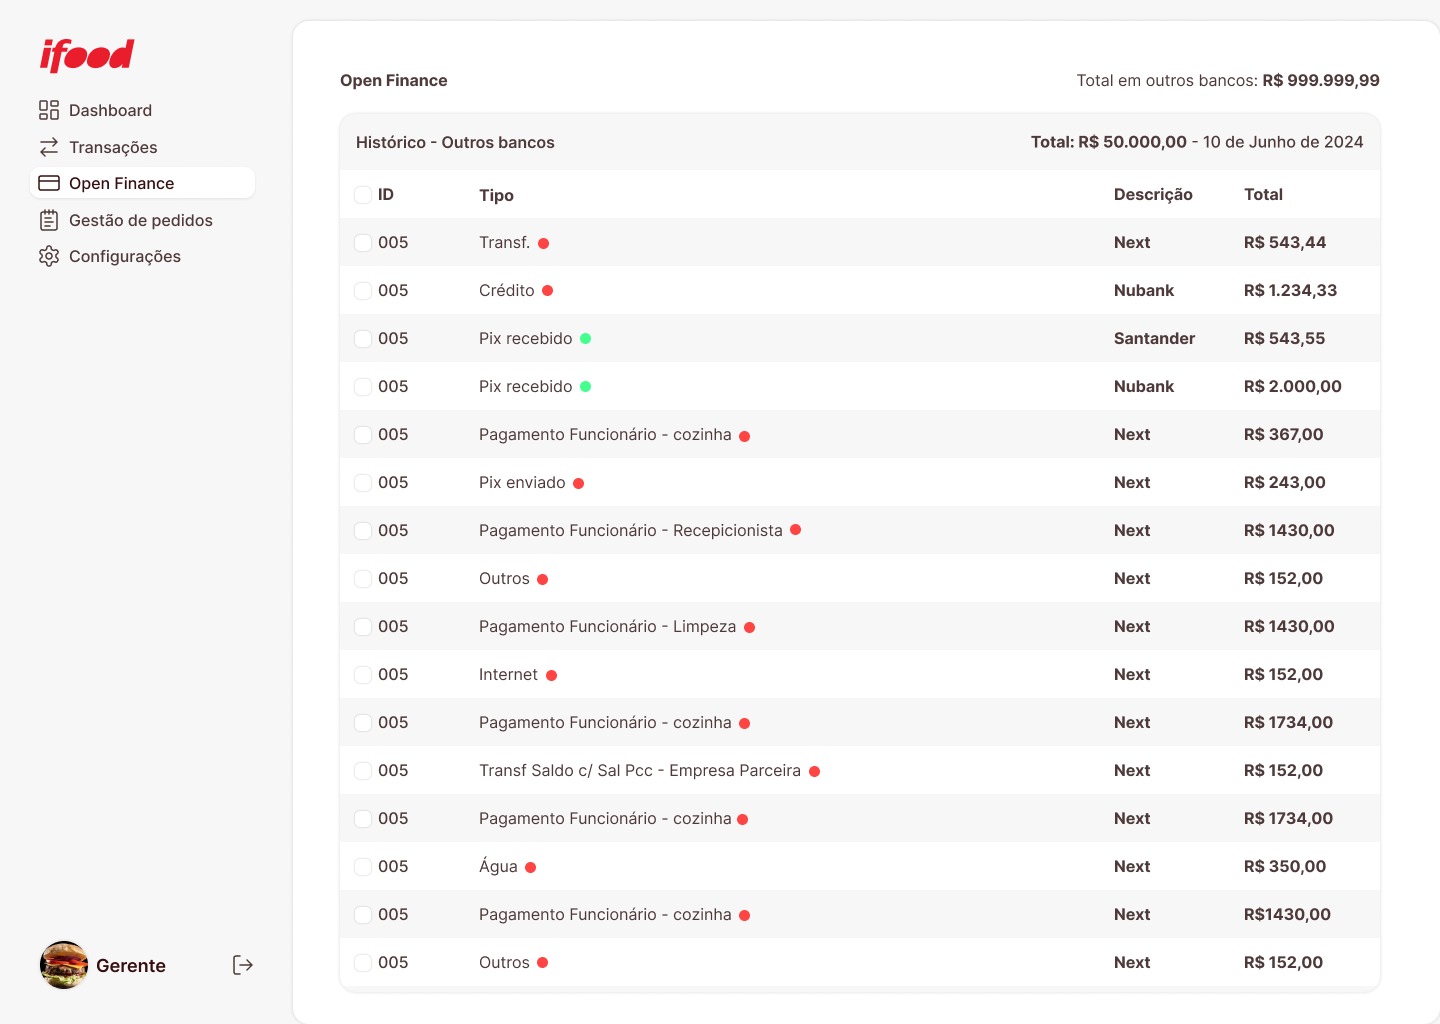 ifood
Dashboard
Transações
Open Finance
Gestão de pedidos
Configurações
Gerente
Open Finance Total em outros bancos: R$ 999.999,99
Histórico - Outros bancos Total: R$ 50.000,00 - 10 de Junho de 2024
ID Tipo Descrição Total
005 Transf. Next R$ 543,44
005 Crédito Nubank R$ 1.234,33
005 Pix recebido Santander R$ 543,55
005 Pix recebido Nubank R$ 2.000,00
005 Pagamento Funcionário - cozinha Next R$ 367,00
005 Pix enviado Next R$ 243,00
005 Pagamento Funcionário - Recepicionista Next R$ 1430,00
005 Outros Next R$ 152,00
005 Pagamento Funcionário - Limpeza Next R$ 1430,00
005 Internet Next R$ 152,00
005 Pagamento Funcionário - cozinha Next R$ 1734,00
005 Transf Saldo c/ Sal Pcc - Empresa Parceira Next R$ 152,00
005 Pagamento Funcionário - cozinha Next R$ 1734,00
005 Água Next R$ 350,00
005 Pagamento Funcionário - cozinha Next R$1430,00
005 Outros Next R$ 152,00